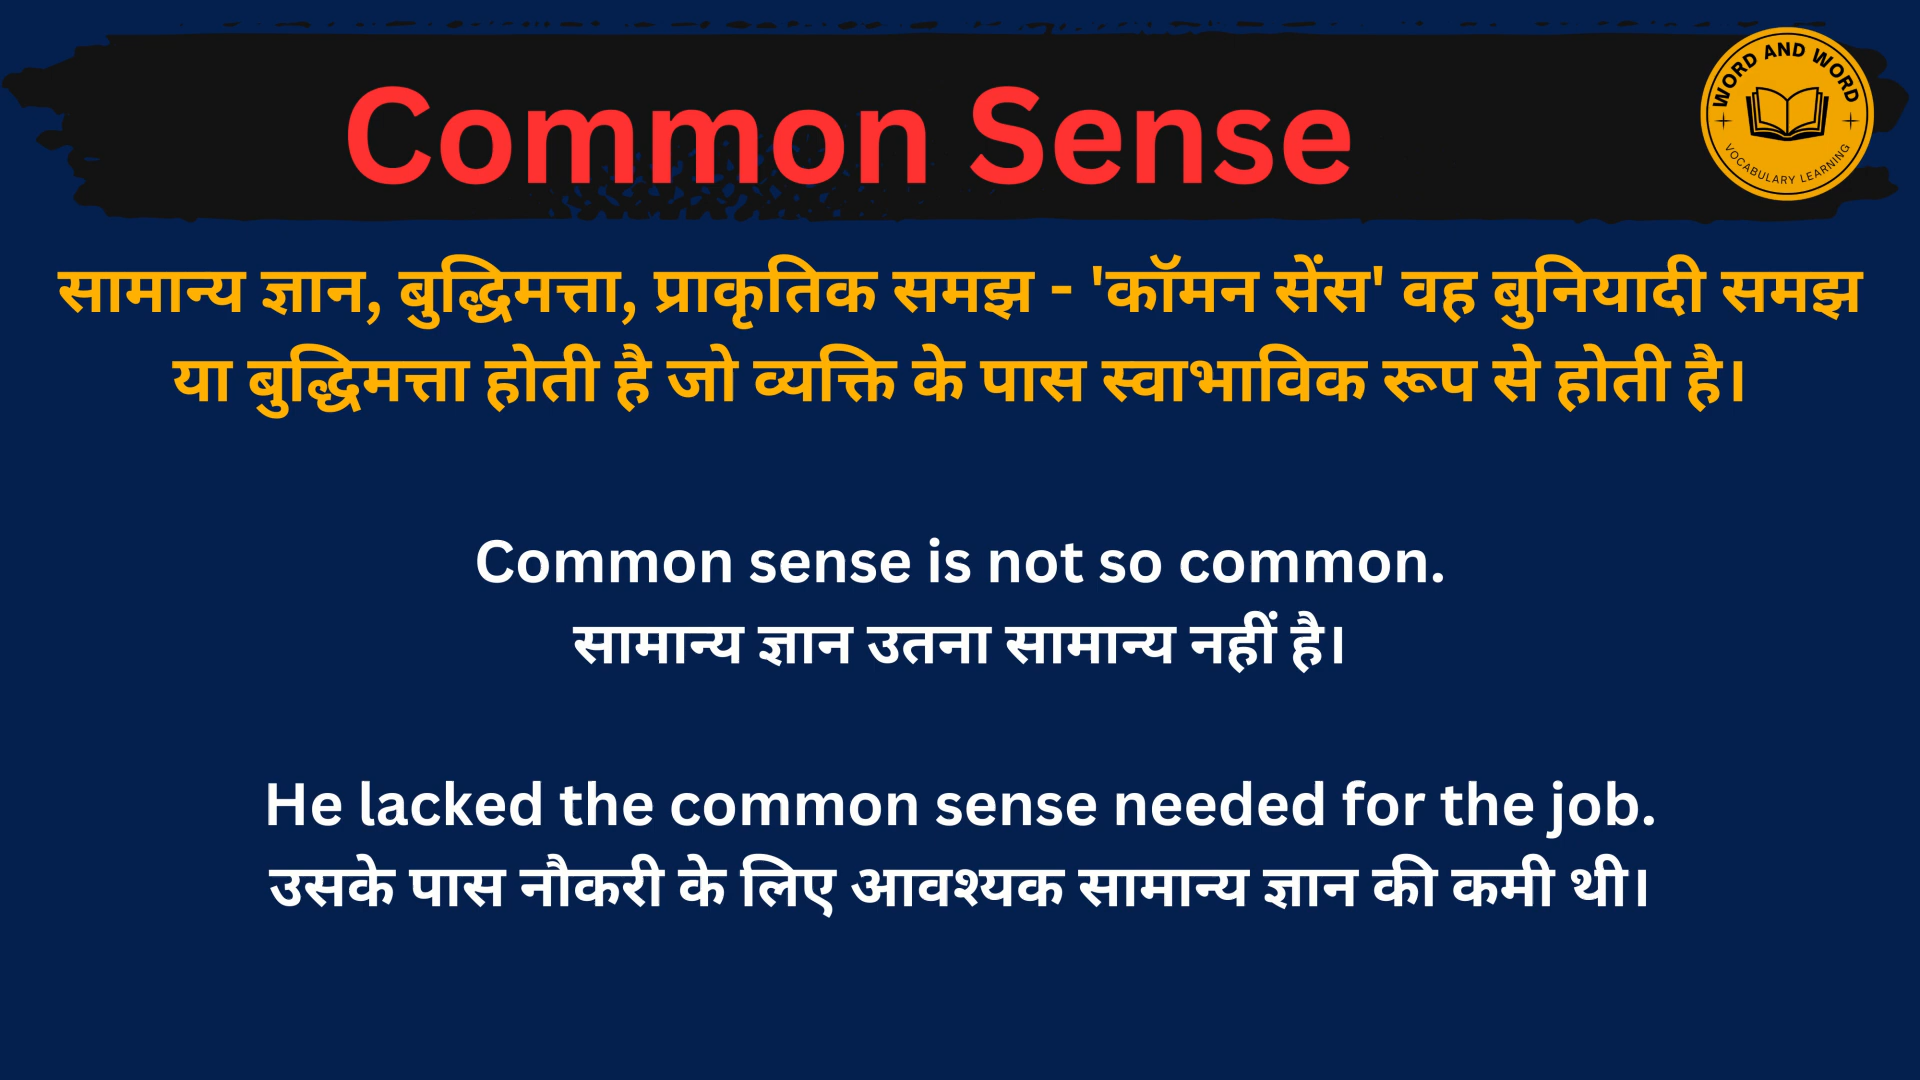 Common Sense
WORD AND WORD
VOCABULARY LEARNING
सामान्य ज्ञान, बुद्धिमत्ता, प्राकृतिक समझ - 'कॉमन सेंस' वह बुनियादी समझ
या बुद्धिमत्ता होती है जो व्यक्ति के पास स्वाभाविक रूप से होती है।
Common sense is not so common.
सामान्य ज्ञान उतना सामान्य नहीं है।
He lacked the common sense needed for the job.
उसके पास नौकरी के लिए आवश्यक सामान्य ज्ञान की कमी थी।